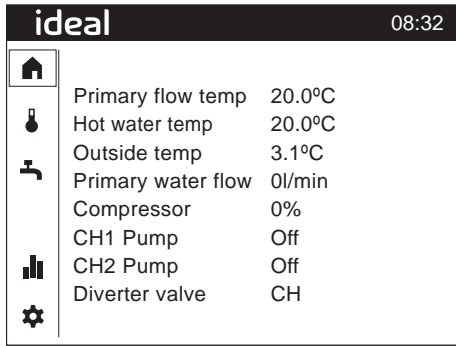 ideal 08:32
Primary flow temp 20.0ºC
Hot water temp 20.0ºC
Outside temp 3.1ºC
Primary water flow 0l/min
Compressor 0%
CH1 Pump Off
CH2 Pump Off
Diverter valve CH